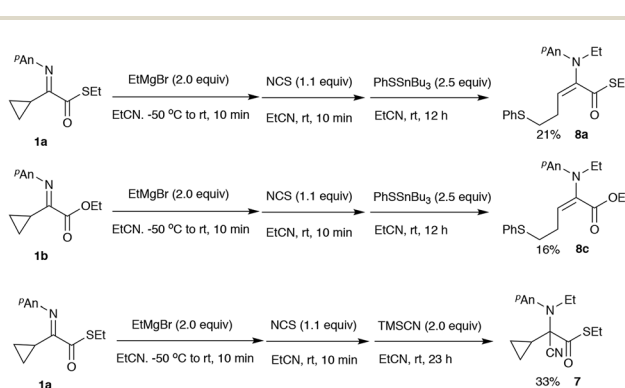 pAn N SEt O 1a
EtMgBr (2.0 equiv) NCS (1.1 equiv) PhSSnBu3 (2.5 equiv)
EtCN. -50 ºC to rt, 10 min EtCN, rt, 10 min EtCN, rt, 12 h
pAn N Et O PhS
21% 8a
pAn N OEt O 1b
EtMgBr (2.0 equiv) NCS (1.1 equiv) PhSSnBu3 (2.5 equiv)
EtCN. -50 ºC to rt, 10 min EtCN, rt, 10 min EtCN, rt, 12 h
pAn N Et O PhS
16% 8c
pAn N SEt O 1a
EtMgBr (2.0 equiv) NCS (1.1 equiv) TMSCN (2.0 equiv)
EtCN. -50 ºC to rt, 10 min EtCN, rt, 10 min EtCN, rt, 23 h
pAn N Et SEt CN O
33% 7